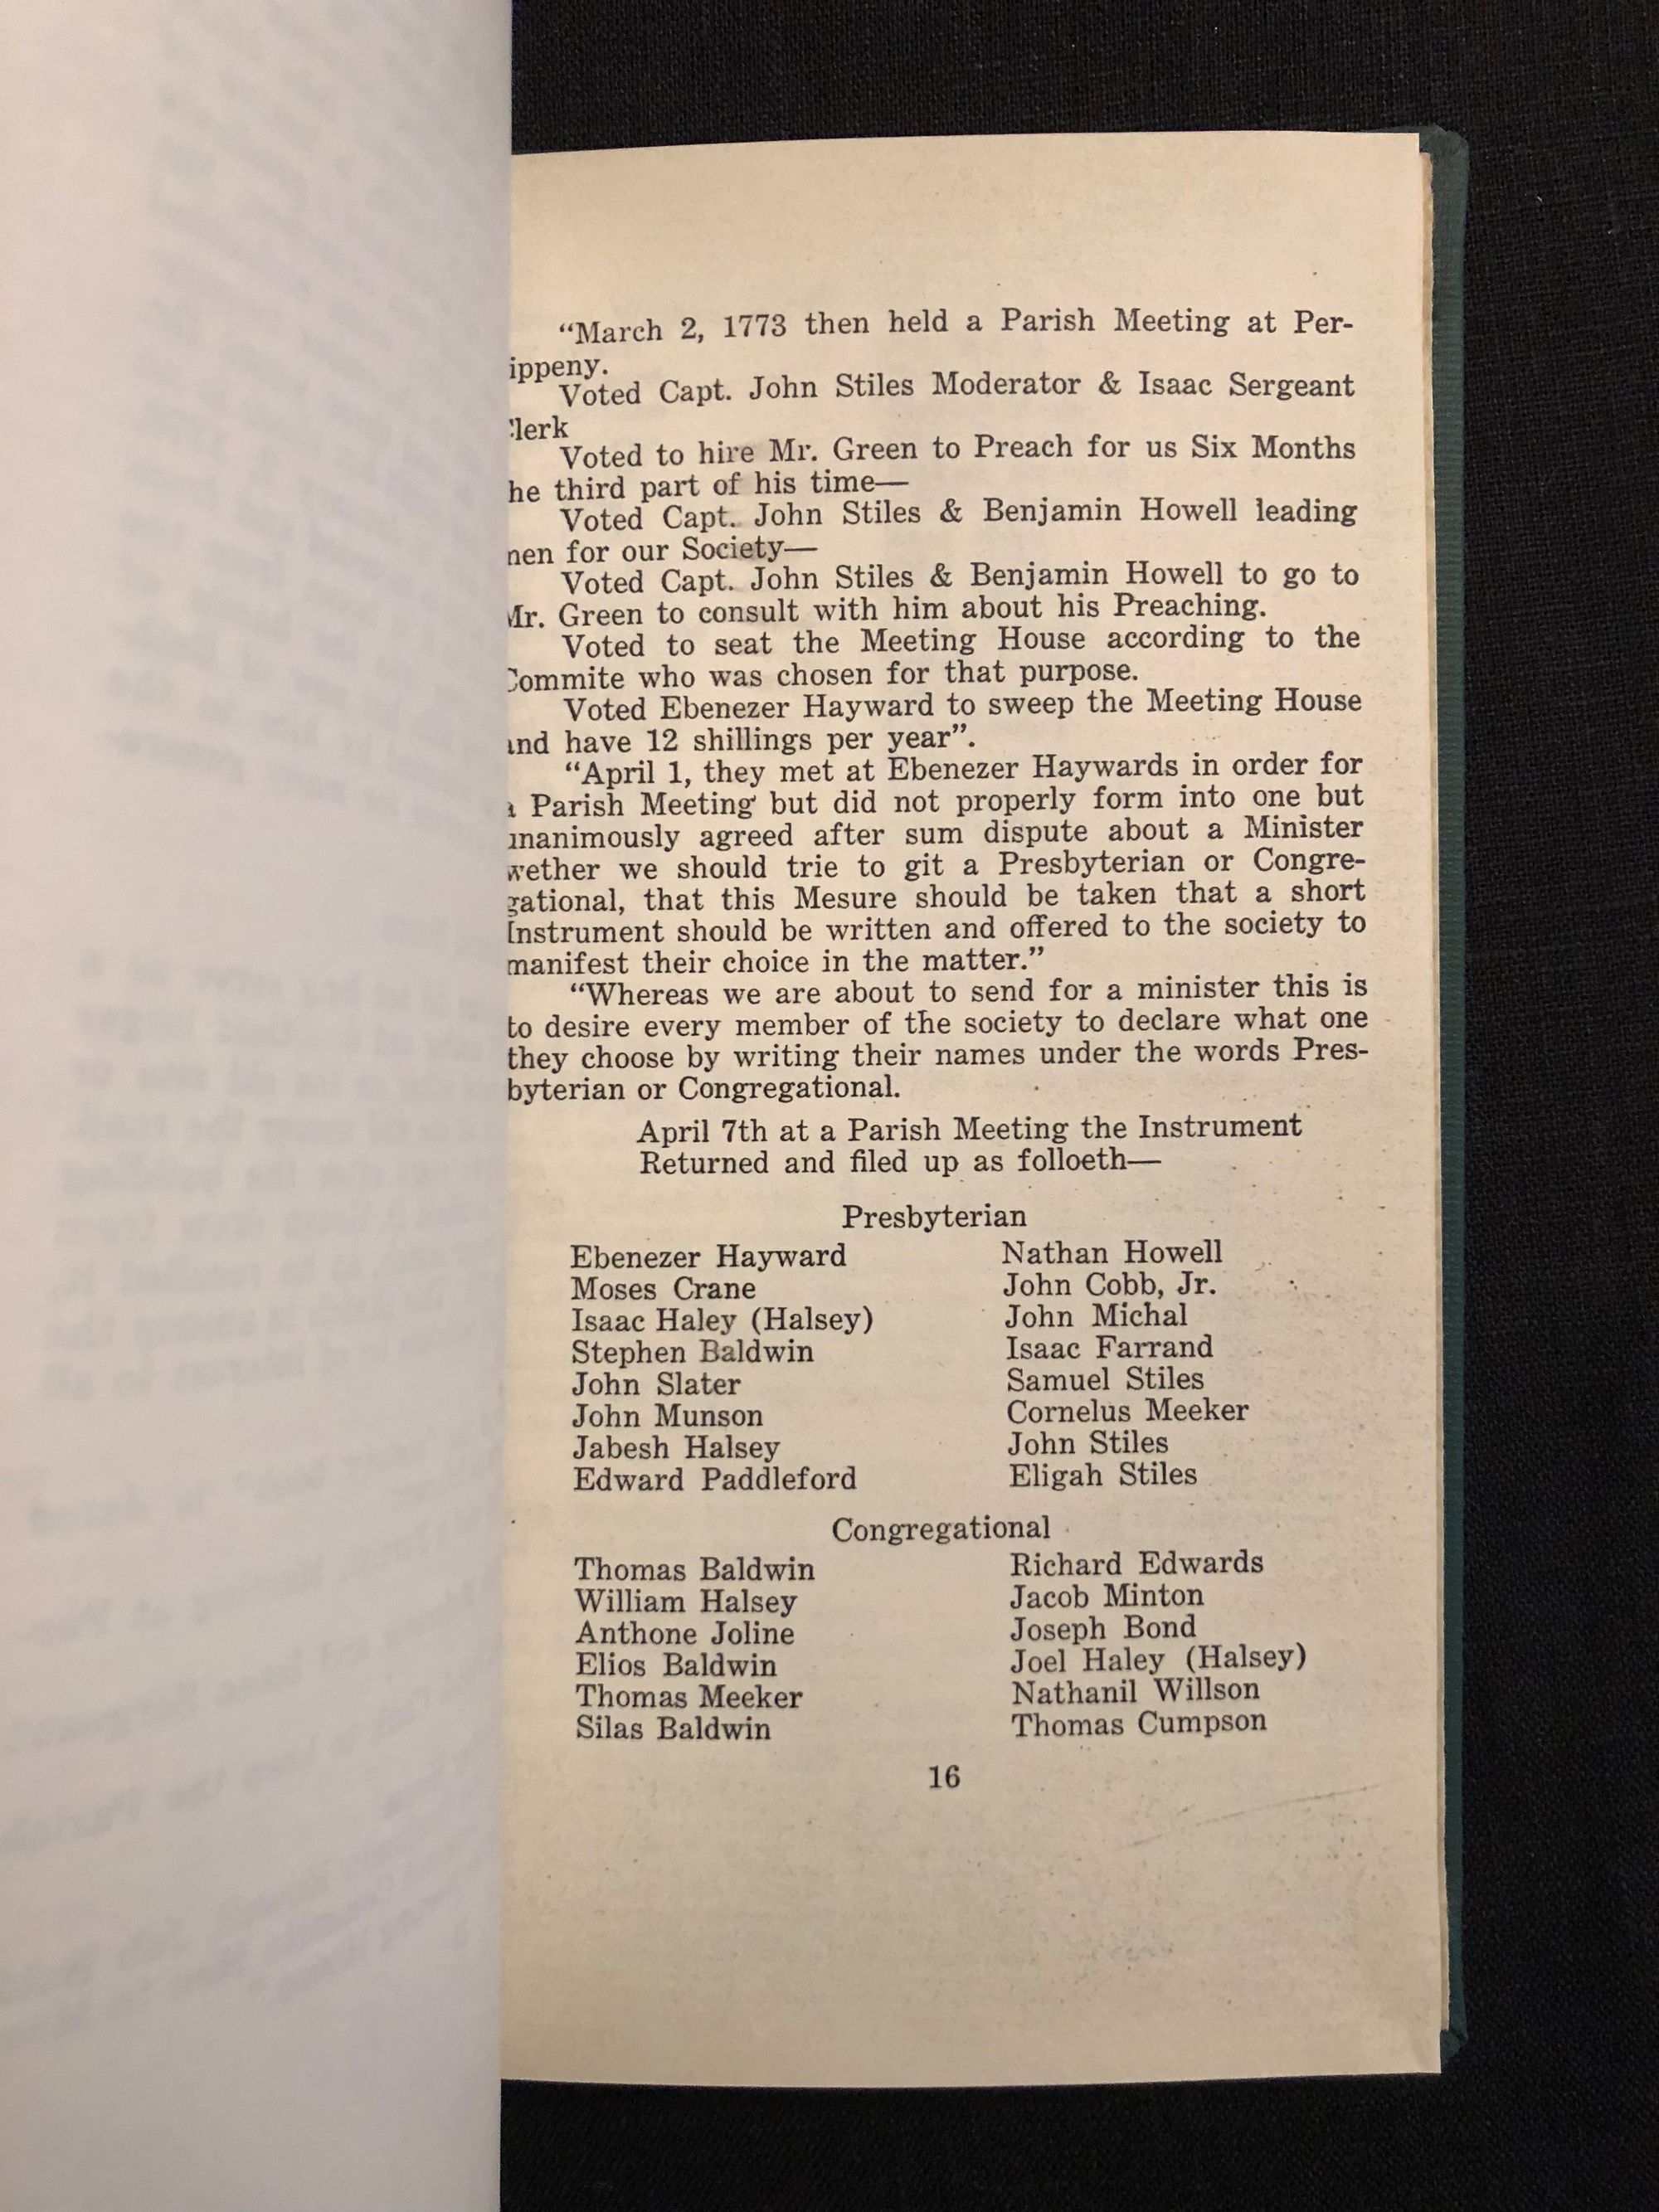 “March 2, 1773 then held a Parish Meeting at Per-
ippeny.
Voted Capt. John Stiles Moderator & Isaac Sergeant
lerk
Voted to hire Mr. Green to Preach for us Six Months
he third part of his time—
Voted Capt. John Stiles & Benjamin Howell leading
men for our Society—
Voted Capt. John Stiles & Benjamin Howell to go to
Mr. Green to consult with him about his Preaching.
Voted to seat the Meeting House according to the
Commite who was chosen for that purpose.
Voted Ebenezer Hayward to sweep the Meeting House
and have 12 shillings per year”.
“April 1, they met at Ebenezer Haywards in order for
a Parish Meeting but did not properly form into one but
unanimously agreed after sum dispute about a Minister
wether we should trie to git a Presbyterian or Congre-
gational, that this Mesure should be taken that a short
Instrument should be written and offered to the society to
manifest their choice in the matter.”
“Whereas we are about to send for a minister this is
to desire every member of the society to declare what one
they choose by writing their names under the words Pres-
byterian or Congregational.
April 7th at a Parish Meeting the Instrument
Returned and filed up as folloeth—
Presbyterian
Ebenezer Hayward Nathan Howell
Moses Crane John Cobb, Jr.
Isaac Haley (Halsey) John Michal
Stephen Baldwin Isaac Farrand
John Slater Samuel Stiles
John Munson Cornelus Meeker
Jabesh Halsey John Stiles
Edward Paddleford Eligah Stiles
Congregational
Thomas Baldwin Richard Edwards
William Halsey Jacob Minton
Anthone Joline Joseph Bond
Elios Baldwin Joel Haley (Halsey)
Thomas Meeker Nathanil Willson
Silas Baldwin Thomas Cumpson
16